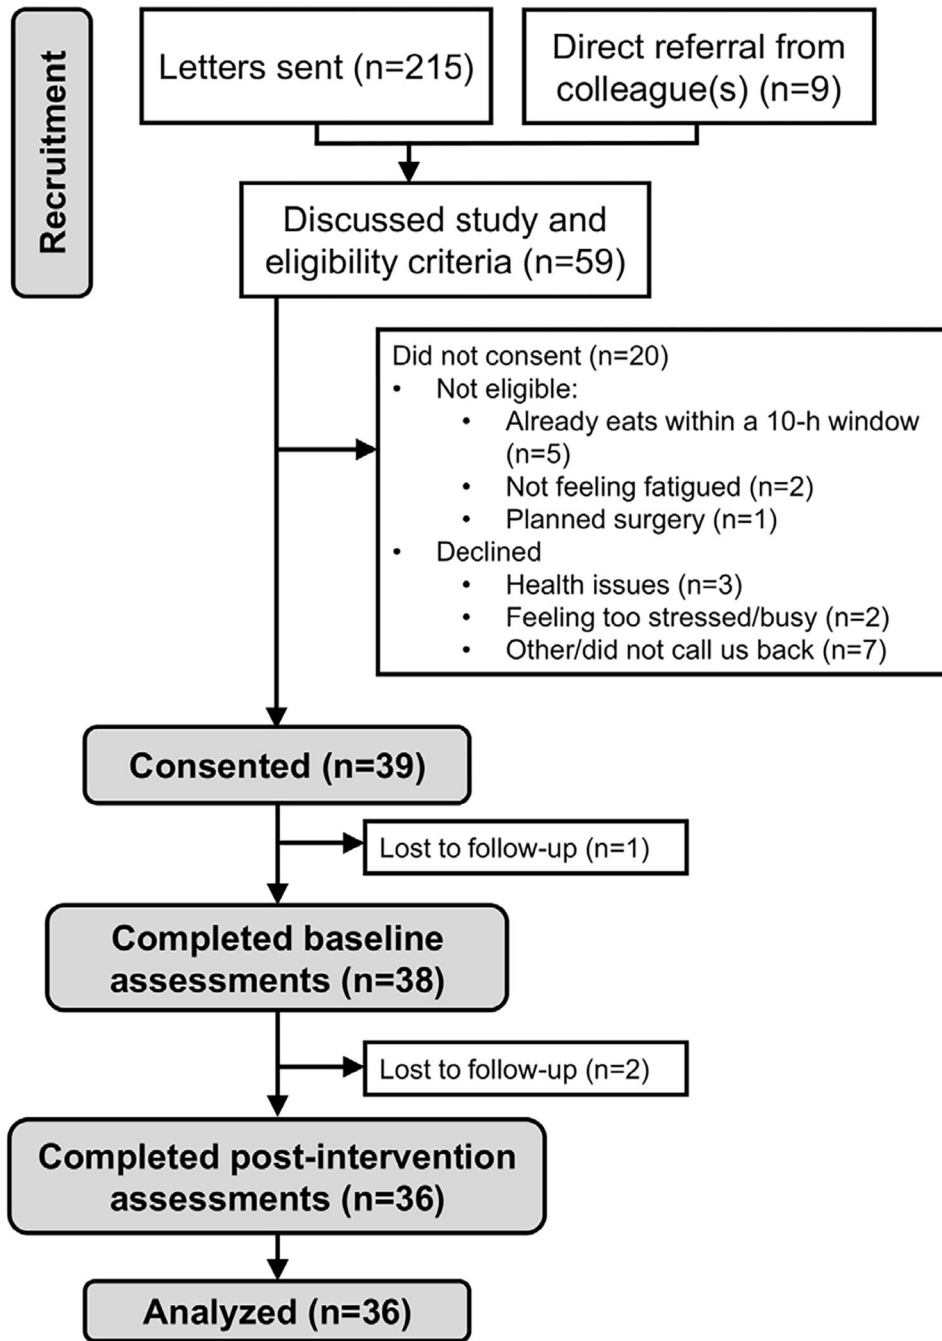 Recruitment
Letters sent (n=215)
Direct referral from
colleague(s) (n=9)
Discussed study and
eligibility criteria (n=59)
Did not consent (n=20)
• Not eligible:
• Already eats within a 10-h window
(n=5)
• Not feeling fatigued (n=2)
• Planned surgery (n=1)
• Declined
• Health issues (n=3)
• Feeling too stressed/busy (n=2)
• Other/did not call us back (n=7)
Consented (n=39)
Lost to follow-up (n=1)
Completed baseline
assessments (n=38)
Lost to follow-up (n=2)
Completed post-intervention
assessments (n=36)
Analyzed (n=36)